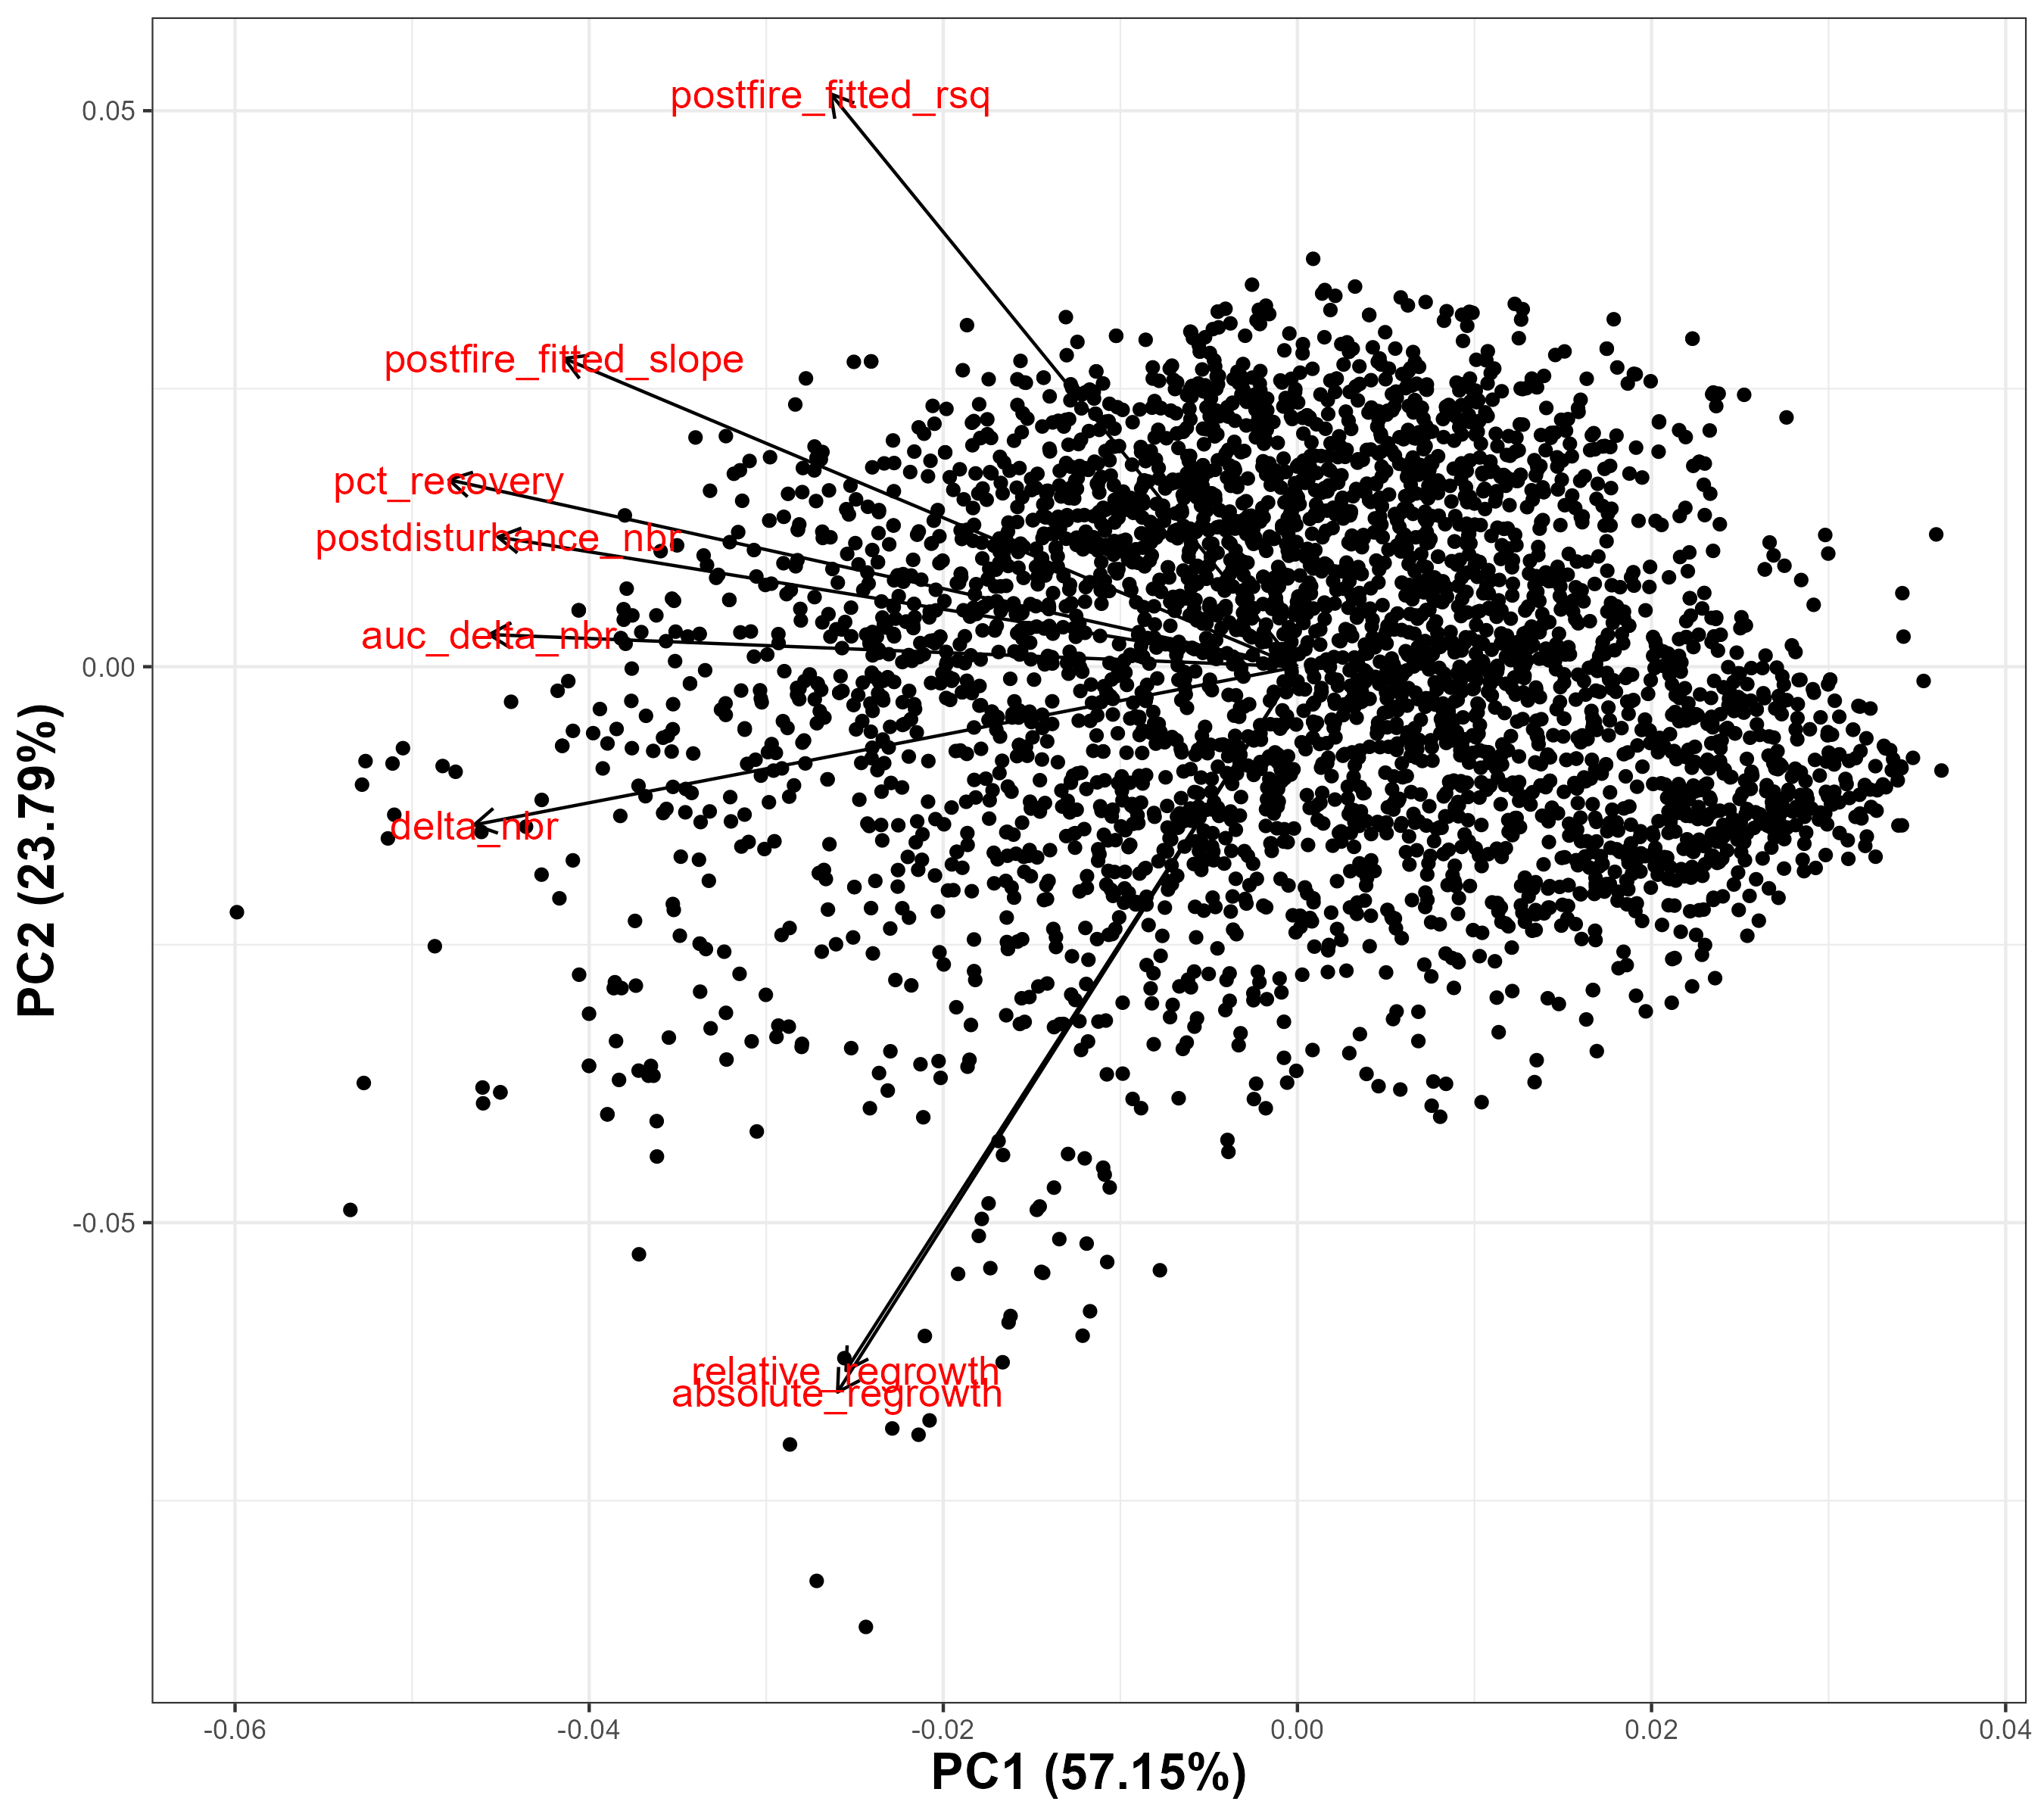 postfire_fitted_rsq
0.05
postfire_fitted_slope
pct_recovery
postdisturbance_nbr
auc_delta_nbr
0.00
delta_nbr
PC2 (23.79%)
-0.05
relative_regrowth
absolute_regrowth
-0.06 -0.04 -0.02 0.00 0.02 0.04
PC1 (57.15%)